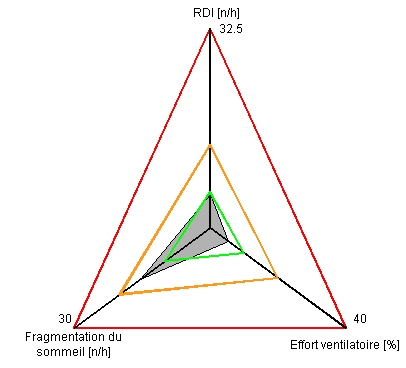 RDI [n/h]
32.5
30
40
Fragmentation du
sommeil [n/h]
Effort ventilatoire [%]